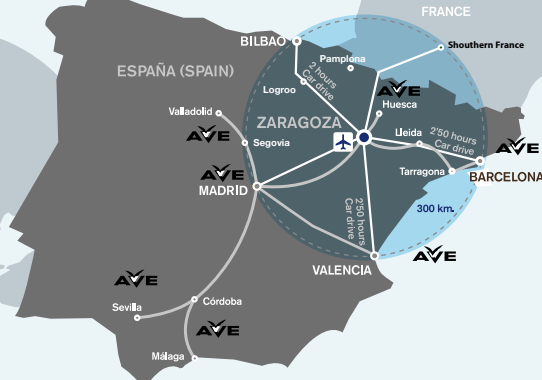 FRANCE
BILBAO
Shouthern France
Pamplona
ESPAÑA (SPAIN)
2 hours
Car drive
Logroo
AVE
Huesca
Valladolid
ZARAGOZA
AVE
Segovia
Lleida
2'50 hours
Car drive
AVE
AVE
Tarragona
BARCELONA
MADRÍD
2'50 hours
Car drive
300 km.
AVE
VALENCIA
AVE
Sevilla
Córdoba
AVE
Málaga